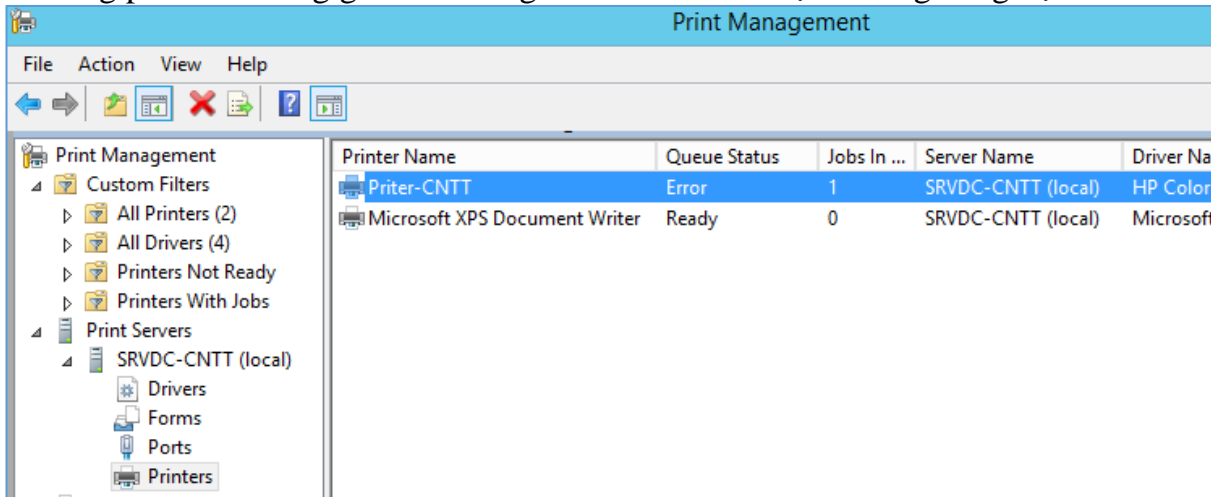 Print Management
File Action View Help
Print Management
Custom Filters
All Printers (2)
All Drivers (4)
Printers Not Ready
Printers With Jobs
Print Servers
SRVDC-CNTT (local)
Drivers
Forms
Ports
Printers
Printer Name Queue Status Jobs In ... Server Name Driver Na
Priter-CNTT Error 1 SRVDC-CNTT (local) HP Color
Microsoft XPS Document Writer Ready 0 SRVDC-CNTT (local) Microsoft